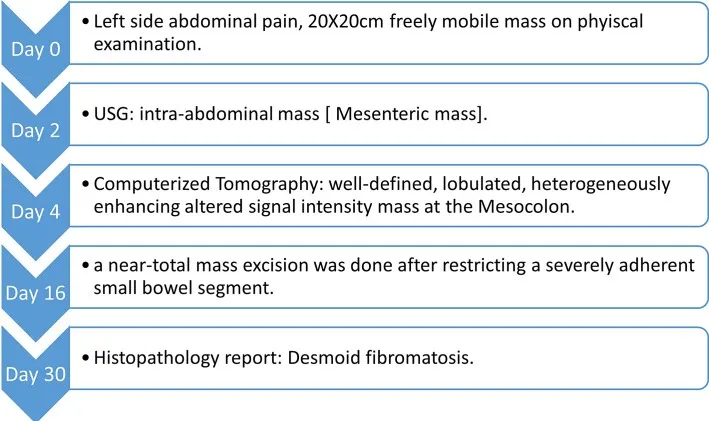 Day 0
• Left side abdominal pain, 20X20cm freely mobile mass on phyiscal
examination.
Day 2
• USG: intra-abdominal mass [ Mesenteric mass].
Day 4
• Computerized Tomography: well-defined, lobulated, heterogeneously
enhancing altered signal intensity mass at the Mesocolon.
Day 16
• a near-total mass excision was done after restricting a severely adherent
small bowel segment.
Day 30
• Histopathology report: Desmoid fibromatosis.